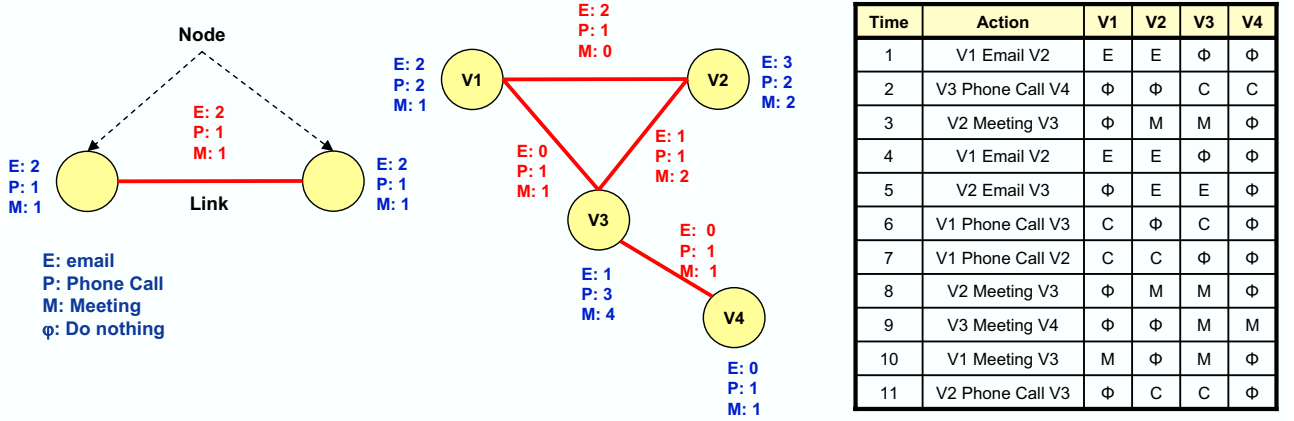 Node
E: 2
P: 1
M: 1
E: 2
P: 1
M: 1
E: 2
P: 1
M: 1
Link
E: email
P: Phone Call
M: Meeting
φ: Do nothing
E: 2
P: 1
M: 0
E: 2
P: 2
M: 1
V1
V2
E: 3
P: 2
M: 2
E: 0
P: 1
M: 1
E: 1
P: 1
M: 2
V3
E: 0
P: 1
M: 1
E: 1
P: 3
M: 4
V4
E: 0
P: 1
M: 1
Time Action V1 V2 V3 V4
1 V1 Email V2 E E Φ Φ
2 V3 Phone Call V4 Φ Φ C C
3 V2 Meeting V3 Φ M M Φ
4 V1 Email V2 E E Φ Φ
5 V2 Email V3 Φ E E Φ
6 V1 Phone Call V3 C Φ C Φ
7 V1 Phone Call V2 C C Φ Φ
8 V2 Meeting V3 Φ M M Φ
9 V3 Meeting V4 Φ Φ M M
10 V1 Meeting V3 M Φ M Φ
11 V2 Phone Call V3 Φ C C Φ